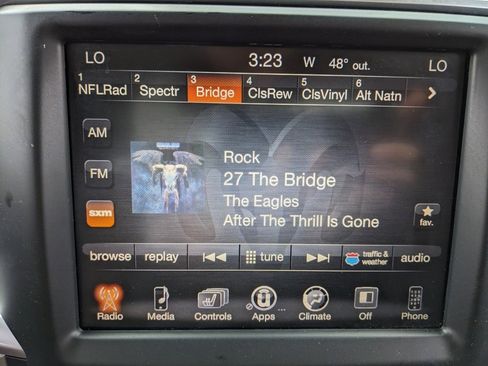 LO 3:23 W 48° out. LO
1 NFLRad 2 Spectr 3 Bridge 4 ClsRew 5 ClsVinyl 6 Alt Natn
AM
Rock
FM
27 The Bridge
The Eagles
sxm
After The Thrill Is Gone
fav.
browse replay tune traffic & weather audio
Radio Media Controls Apps ... Climate Off Phone